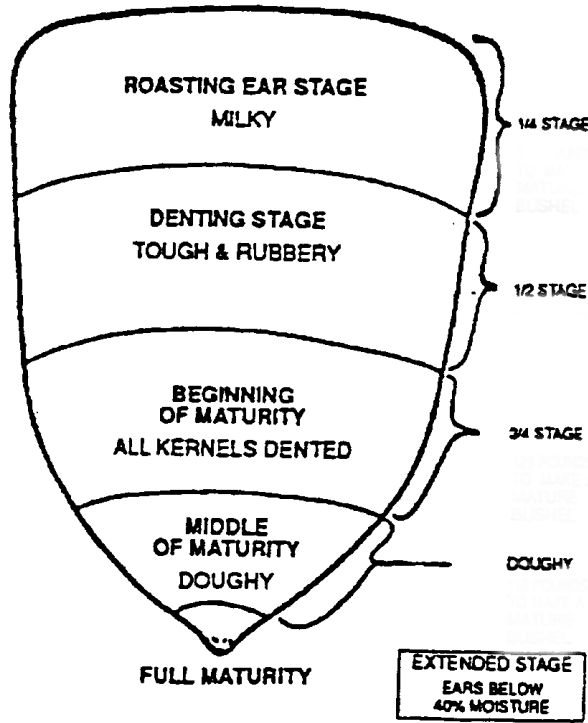 ROASTING EAR STAGE
MILKY
1/4 STAGE
DENTING STAGE
TOUGH & RUBBERY
1/2 STAGE
BEGINNING
OF MATURITY
ALL KERNELS DENTED
3/4 STAGE
MIDDLE
OF MATURITY
DOUGHY
DOUGHY
FULL MATURITY
EXTENDED STAGE
EARS BELOW
40% MOISTURE